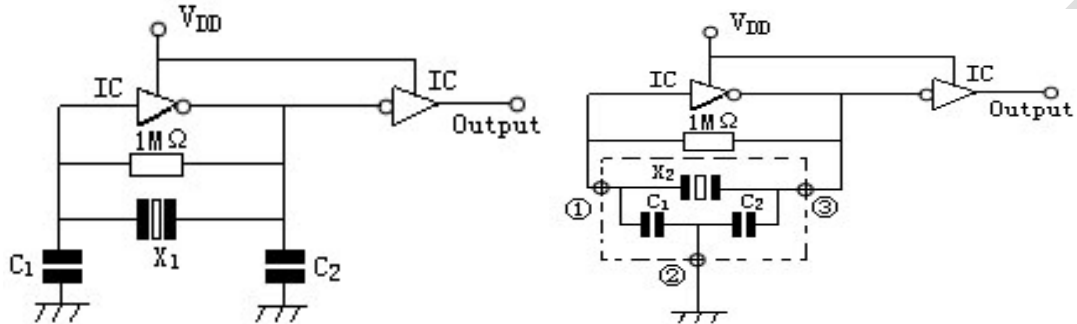 VDD
IC
IC
1MΩ
Output
X1
C1
C2
VDD
IC
IC
1MΩ
Output
X2
C1
C2
①
③
②